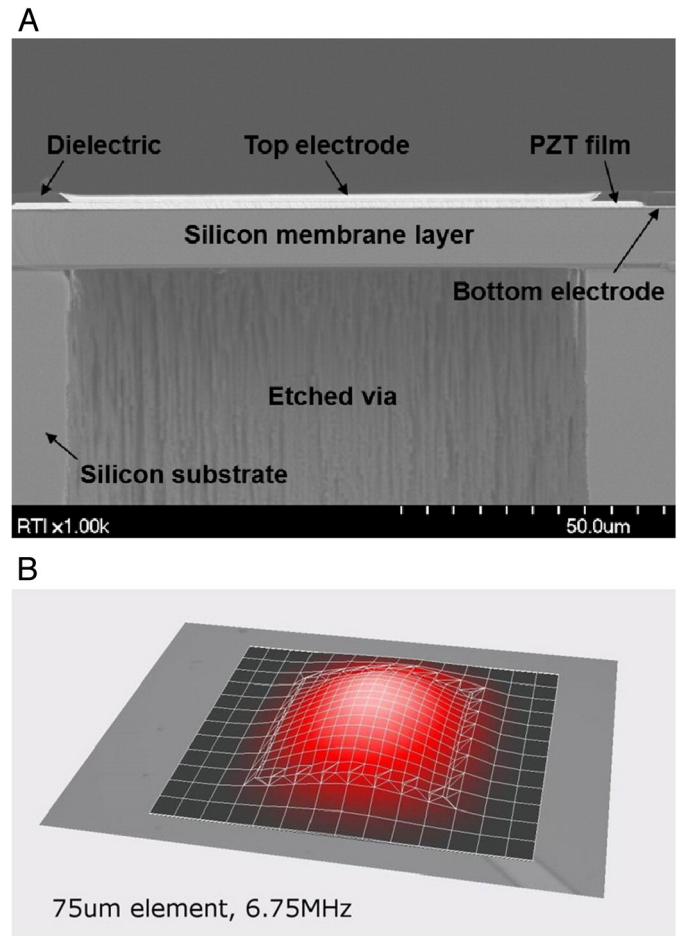 A
Dielectric
Top electrode
PZT film
Silicon membrane layer
Bottom electrode
Etched via
Silicon substrate
RTI x1.00k
50.0um
B
75um element, 6.75MHz